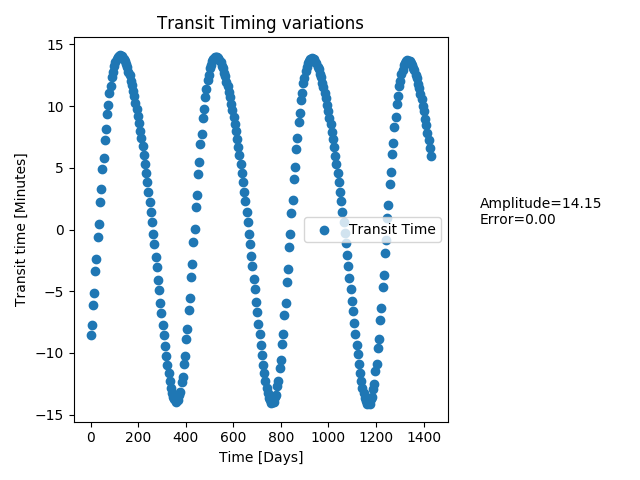 Transit Timing variations
Transit time [Minutes]
15
10
5
0
−5
−10
−15
0 200 400 600 800 1000 1200 1400
Time [Days]
Transit Time
Amplitude=14.15
Error=0.00